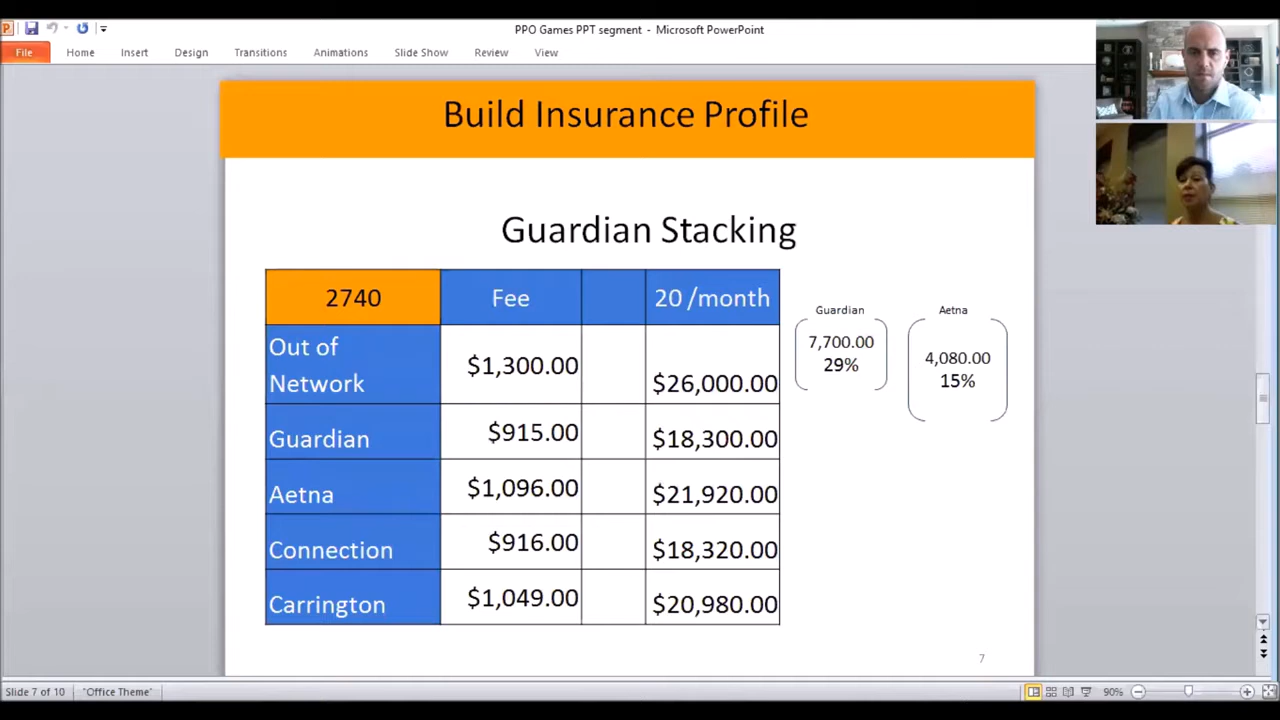 PPO Games PPT segment - Microsoft PowerPoint
File Home Insert Design Transitions Animations Slide Show Review View
Build Insurance Profile
Guardian Stacking
2740 Fee 20 /month
Out of
Network $1,300.00 $26,000.00
Guardian $915.00 $18,300.00
Aetna $1,096.00 $21,920.00
Connection $916.00 $18,320.00
Carrington $1,049.00 $20,980.00
Guardian
7,700.00
29%
Aetna
4,080.00
15%
7
Slide 7 of 10 "Office Theme" 90%